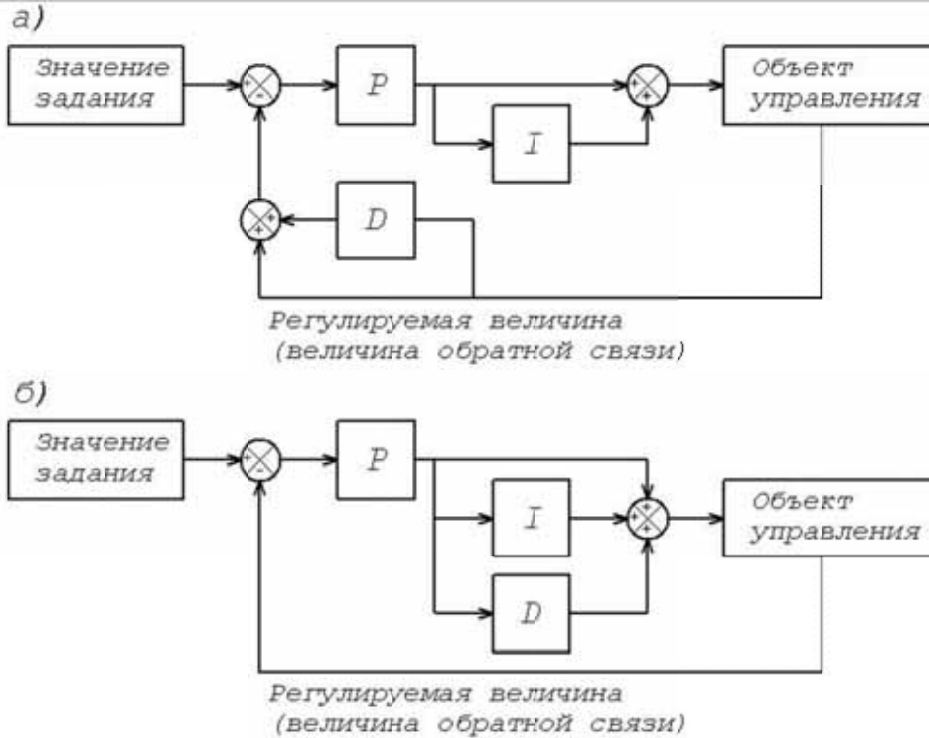 а)
Значение
задания
+
-
P
+
+
Объект
управления
I
+
+
D
Регулируемая величина
(величина обратной связи)
б)
Значение
задания
+
-
P
+
+
+
I
Объект
управления
D
Регулируемая величина
(величина обратной связи)